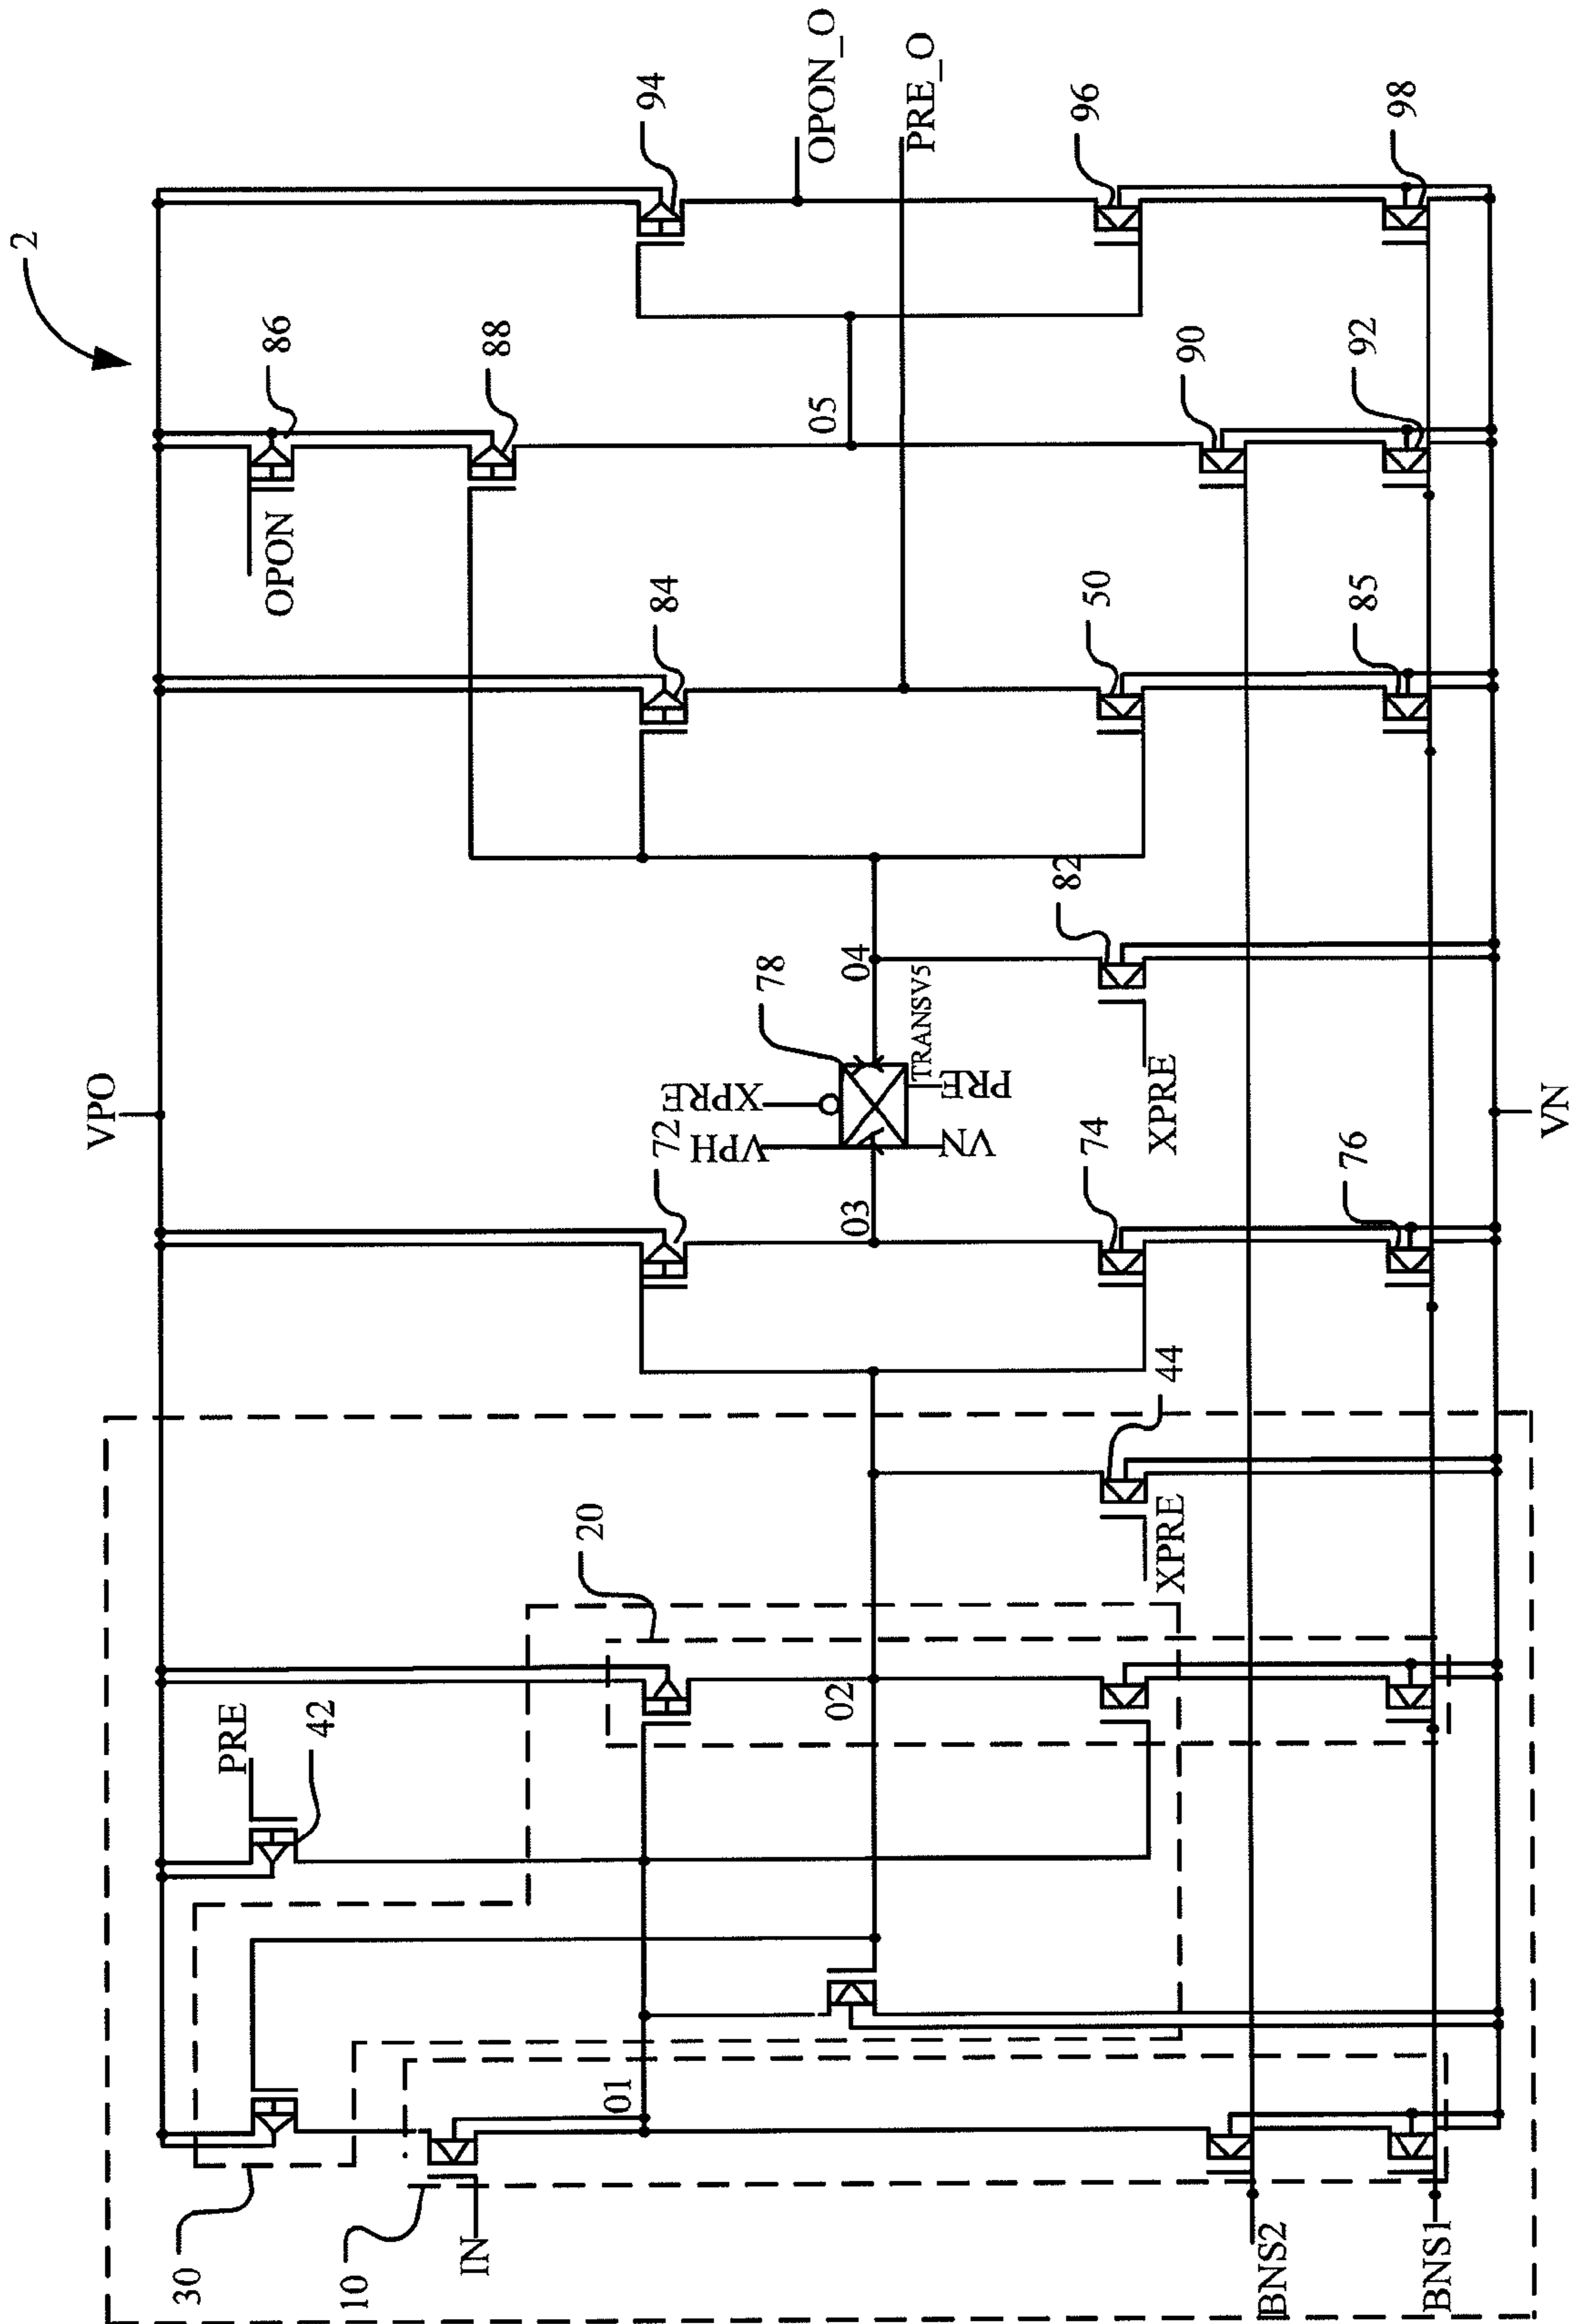 2
VPO
VN
PRE
42
30
10
IN
01
BNS2
BNS1
20
02
XPRE
44
72
03
74
76
VPH
VN
XPRE
PRE
78
TRANSV5
04
82
XPRE
84
50
85
OPON
86
88
05
90
92
94
OPON_O
PRE_O
96
98